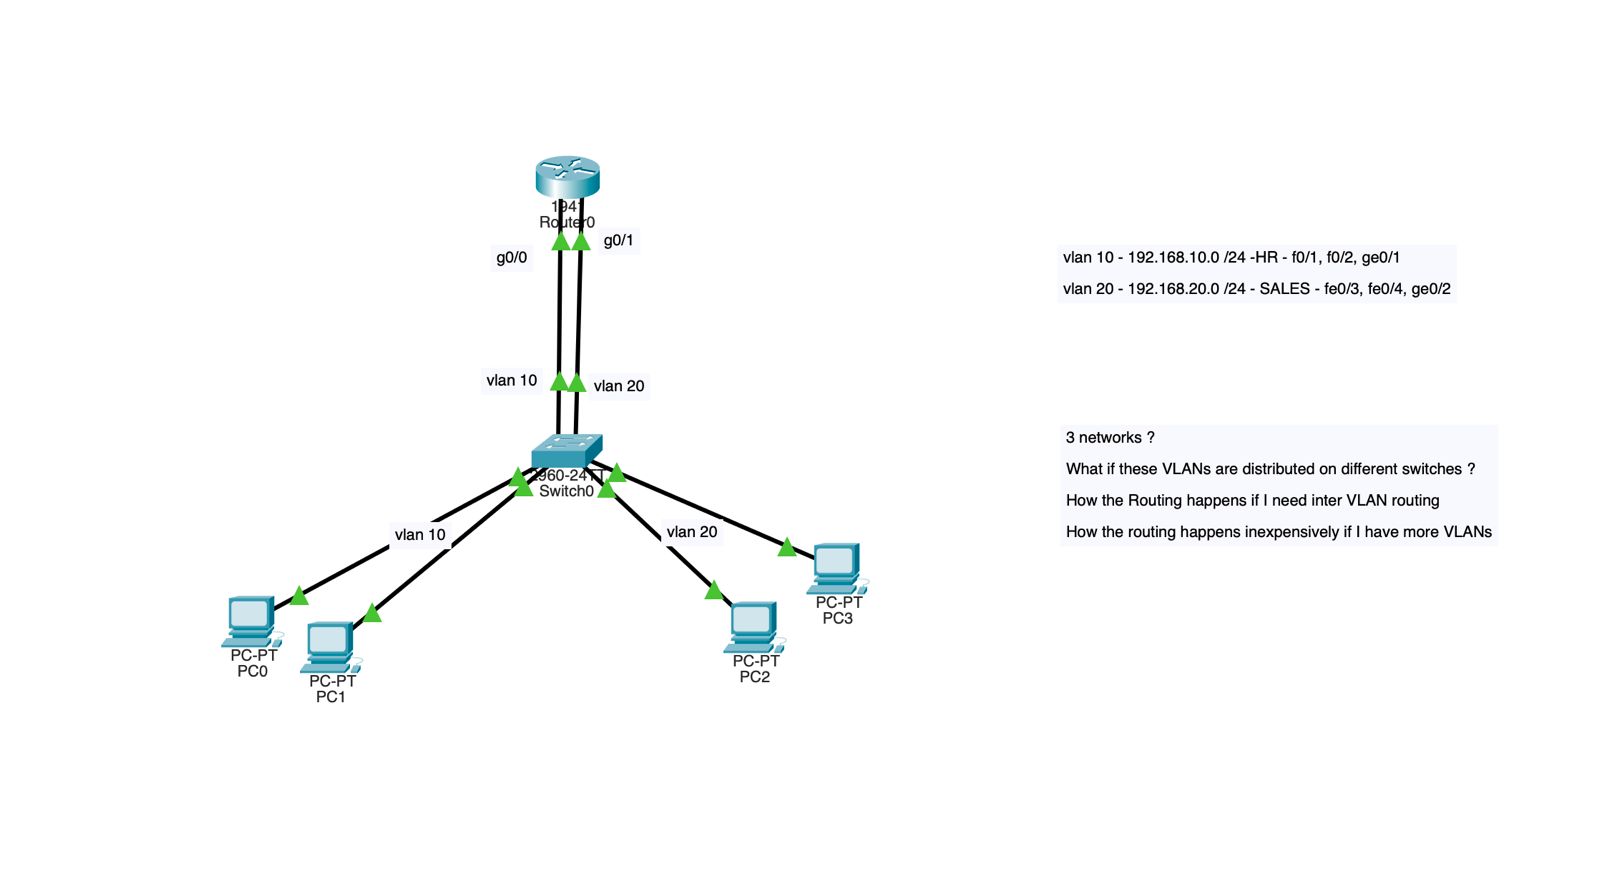 1941
Router0
g0/1
g0/0
vlan 10 - 192.168.10.0 /24 -HR - f0/1, f0/2, ge0/1
vlan 20 - 192.168.20.0 /24 - SALES - fe0/3, fe0/4, ge0/2
vlan 10
vlan 20
3 networks ?
What if these VLANs are distributed on different switches ?
How the Routing happens if I need inter VLAN routing
How the routing happens inexpensively if I have more VLANs
2960-24TT
Switch0
vlan 10
vlan 20
PC-PT
PC3
PC-PT
PC0
PC-PT
PC2
PC-PT
PC1